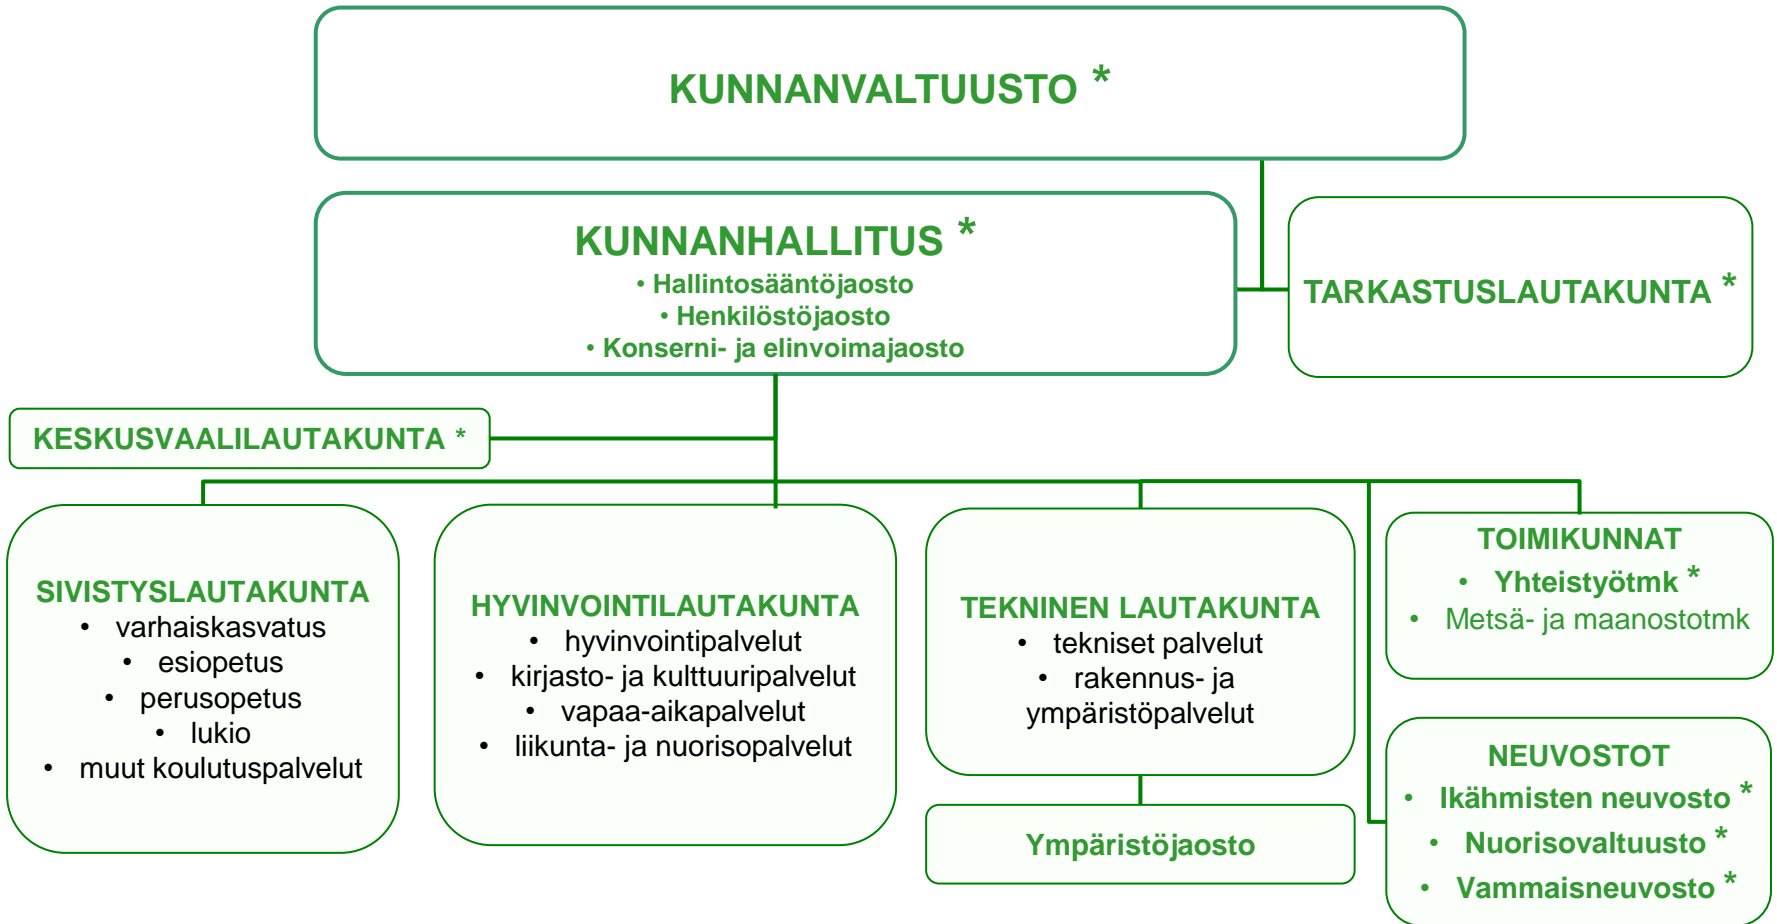 KUNNANVALTUUSTO *
KUNNANHALLITUS *
• Hallintosääntöjaosto
• Henkilöstöjaosto
• Konserni- ja elinvoimajaosto
TARKASTUSLAUTAKUNTA *
KESKUSVAALILAUTAKUNTA *
SIVISTYSLAUTAKUNTA
• varhaiskasvatus
• esiopetus
• perusopetus
• lukio
• muut koulutuspalvelut
HYVINVOINTILAUTAKUNTA
• hyvinvointipalvelut
• kirjasto- ja kulttuuripalvelut
• vapaa-aikapalvelut
• liikunta- ja nuorisopalvelut
TEKNINEN LAUTAKUNTA
• tekniset palvelut
• rakennus- ja
ympäristöpalvelut
Ympäristöjaosto
TOIMIKUNNAT
• Yhteistyötmk *
• Metsä- ja maanostotmk
NEUVOSTOT
• Ikähmisten neuvosto *
• Nuorisovaltuusto *
• Vammaisneuvosto *